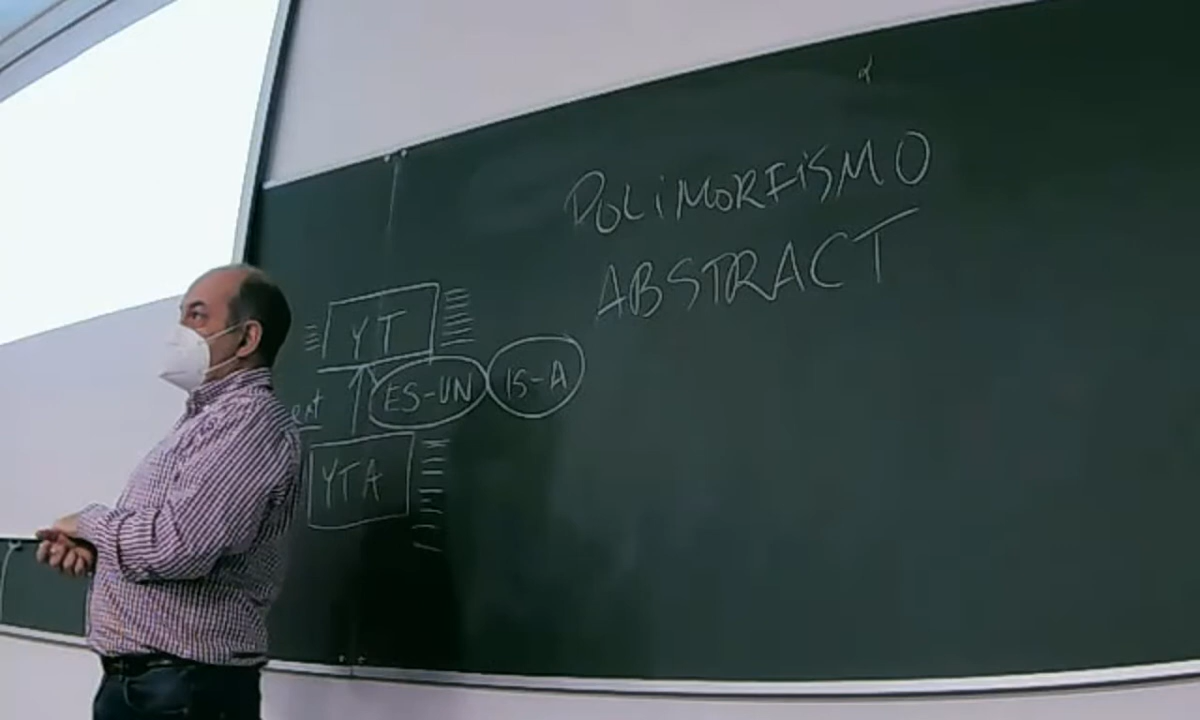 POLIMORFISMO
ABSTRACT
YT
ES-UN IS-A
YTA